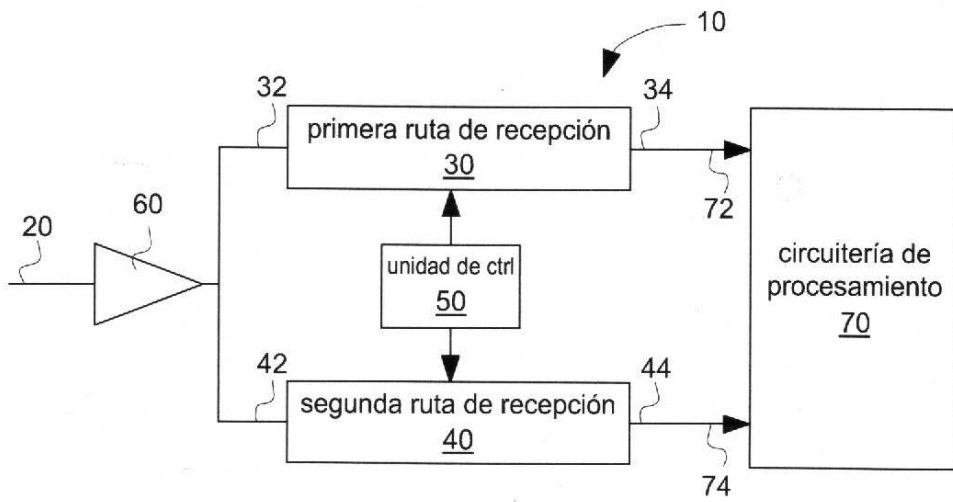 10
32
34
primera ruta de recepción
30
72
20
60
unidad de ctrl
50
circuitería de
procesamiento
70
42
44
segunda ruta de recepción
40
74